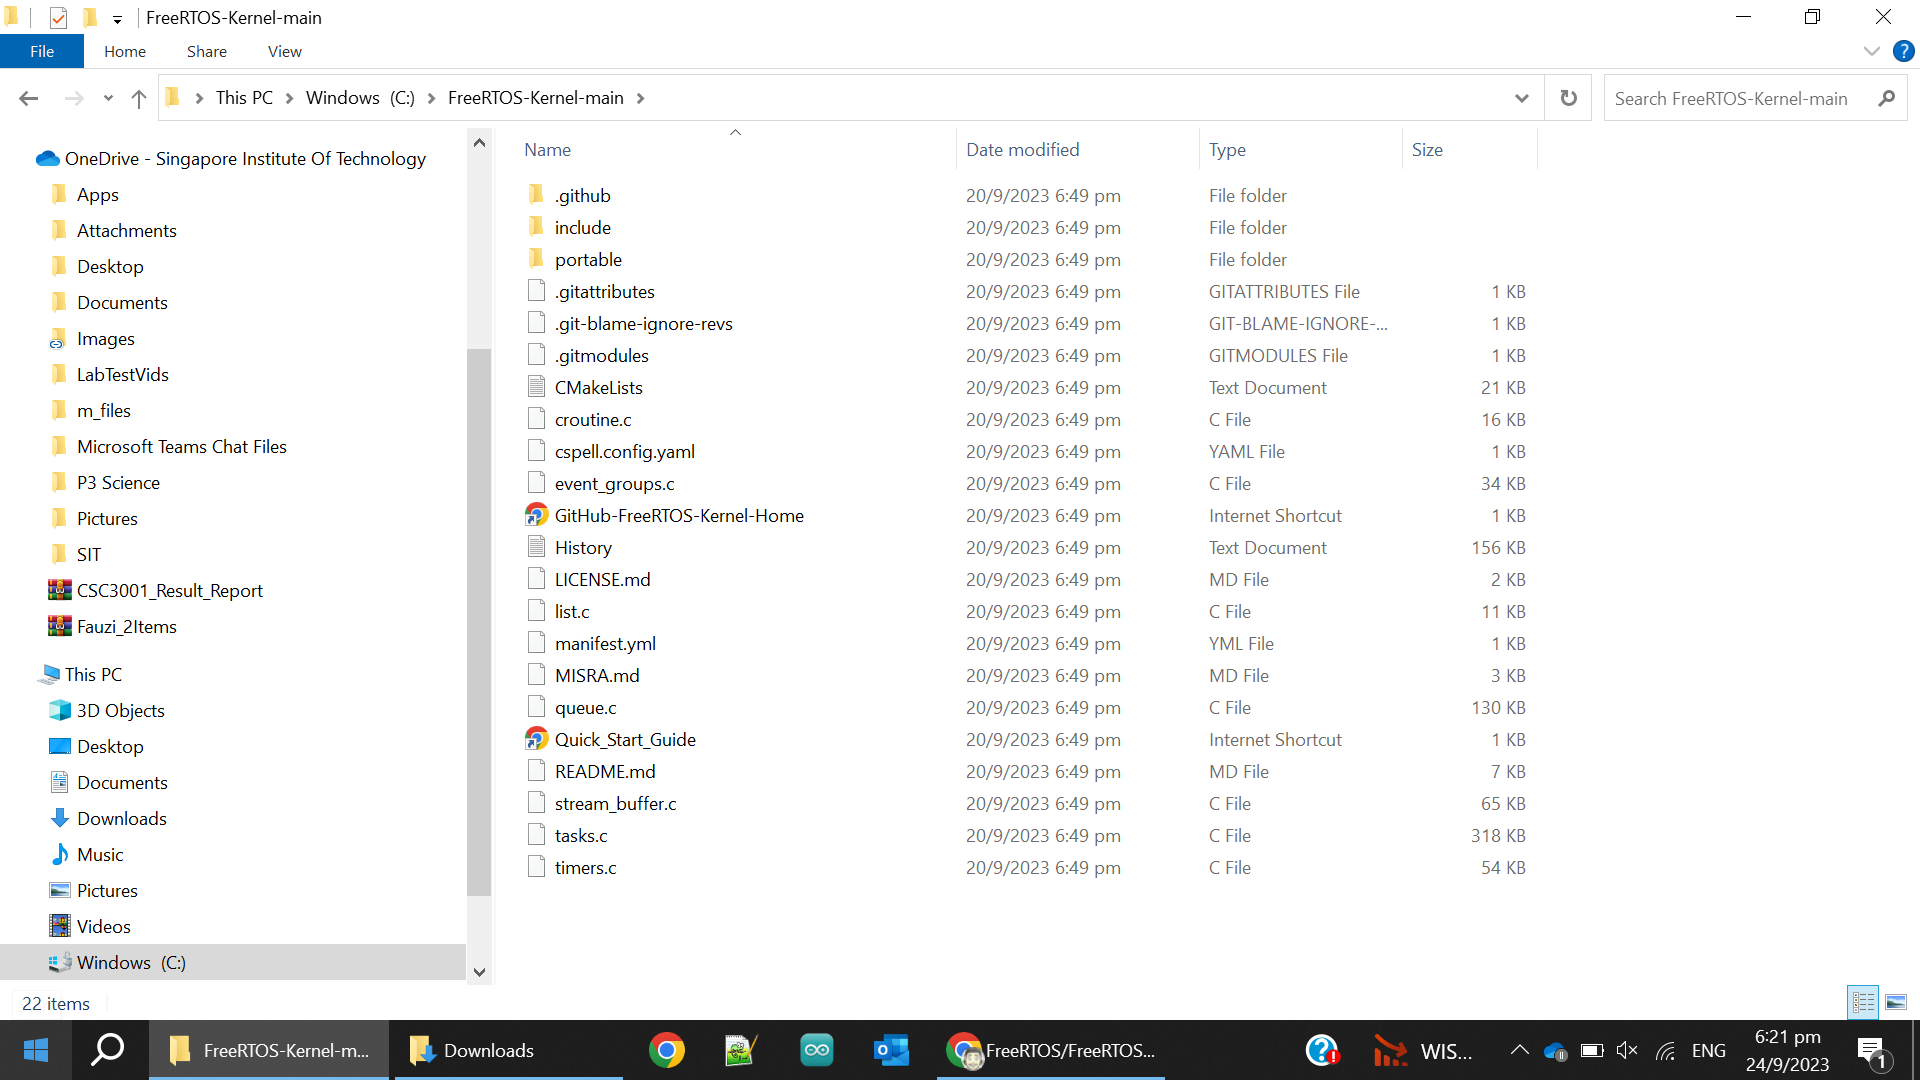 FreeRTOS-Kernel-main
File Home Share View
This PC Windows (C:) FreeRTOS-Kernel-main
Search FreeRTOS-Kernel-main
OneDrive - Singapore Institute Of Technology
Apps
Attachments
Desktop
Documents
Images
LabTestVids
m_files
Microsoft Teams Chat Files
P3 Science
Pictures
SIT
CSC3001_Result_Report
Fauzi_2Items
This PC
3D Objects
Desktop
Documents
Downloads
Music
Pictures
Videos
Windows (C:)
Name Date modified Type Size
.github 20/9/2023 6:49 pm File folder
include 20/9/2023 6:49 pm File folder
portable 20/9/2023 6:49 pm File folder
.gitattributes 20/9/2023 6:49 pm GITATTRIBUTES File 1 KB
.git-blame-ignore-revs 20/9/2023 6:49 pm GIT-BLAME-IGNORE-... 1 KB
.gitmodules 20/9/2023 6:49 pm GITMODULES File 1 KB
CMakeLists 20/9/2023 6:49 pm Text Document 21 KB
croutine.c 20/9/2023 6:49 pm C File 16 KB
cspell.config.yaml 20/9/2023 6:49 pm YAML File 1 KB
event_groups.c 20/9/2023 6:49 pm C File 34 KB
GitHub-FreeRTOS-Kernel-Home 20/9/2023 6:49 pm Internet Shortcut 1 KB
History 20/9/2023 6:49 pm Text Document 156 KB
LICENSE.md 20/9/2023 6:49 pm MD File 2 KB
list.c 20/9/2023 6:49 pm C File 11 KB
manifest.yml 20/9/2023 6:49 pm YML File 1 KB
MISRA.md 20/9/2023 6:49 pm MD File 3 KB
queue.c 20/9/2023 6:49 pm C File 130 KB
Quick_Start_Guide 20/9/2023 6:49 pm Internet Shortcut 1 KB
README.md 20/9/2023 6:49 pm MD File 7 KB
stream_buffer.c 20/9/2023 6:49 pm C File 65 KB
tasks.c 20/9/2023 6:49 pm C File 318 KB
timers.c 20/9/2023 6:49 pm C File 54 KB
22 items
FreeRTOS-Kernel-m... Downloads FreeRTOS/FreeRTOS... WIS... ENG 6:21 pm
24/9/2023
1